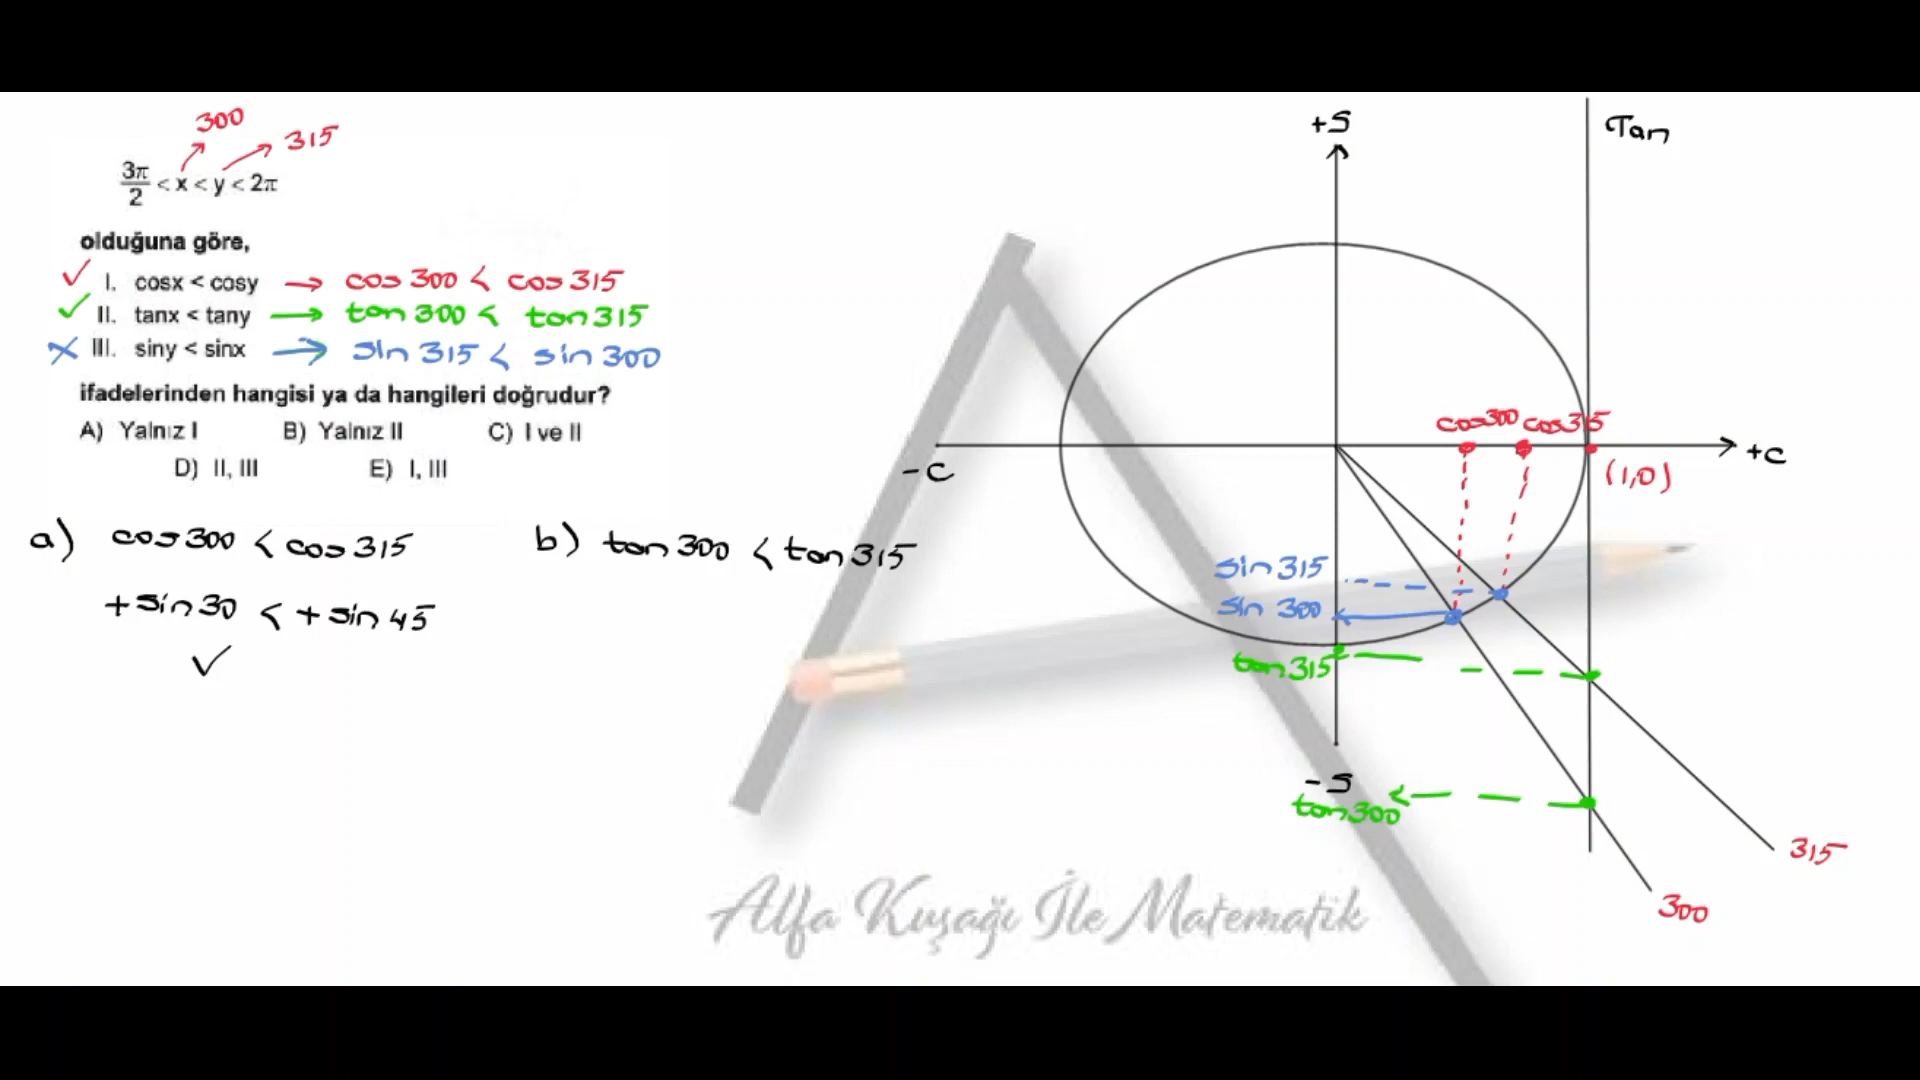 300
315
3π/2 < x < y < 2π
olduğuna göre,
✓ I. cosx < cosy → cos 300 < cos 315
✓ II. tanx < tany → tan 300 < tan 315
✗ III. siny < sinx → sin 315 < sin 300
ifadelerinden hangisi ya da hangileri doğrudur?
A) Yalnız I B) Yalnız II C) I ve II
D) II, III E) I, III
a) cos 300 < cos 315
+ sin 30 < + sin 45
✓
b) tan 300 < tan 315
+S
Tan
cos300 cos315
-C
+C
(1,0)
sin 315
sin 300
tan 315
-S
tan300
315
300
Alfa Kuşağı İle Matematik